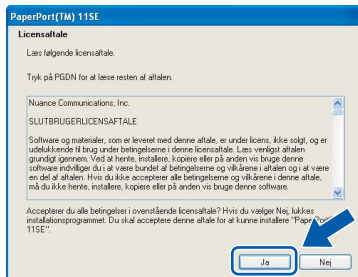 PaperPort(TM) 11SE
Licensaftale
Læs følgende licensaftale.
Tryk på PGDN for at læse resten af aftalen.
Nuance Communications, Inc.
SLUTBRUGERLICENSAFTALE
Software og materialer, som er leveret med denne aftale, er under licens, ikke solgt, og er
udelukkende til brug under betingelserne i denne licensaftale. Læs venligst aftalen
grundigt igennem. Ved at hente, installere, kopiere eller på anden vis bruge denne
software indvilliger du i at være bundet af betingelserne og vilkårene i aftalen og i at være
en del af aftalen. Hvis du ikke accepterer alle betingelser og vilkårene i denne aftale,
må du ikke hente, installere, kopiere eller på anden vis bruge denne software.
Accepterer du alle betingelser i ovenstående licensaftale? Hvis du vælger Nej, lukkes
installationsprogrammet. Du skal acceptere denne aftale for at kunne installere "PaperPort
11SE".
Ja
Nej